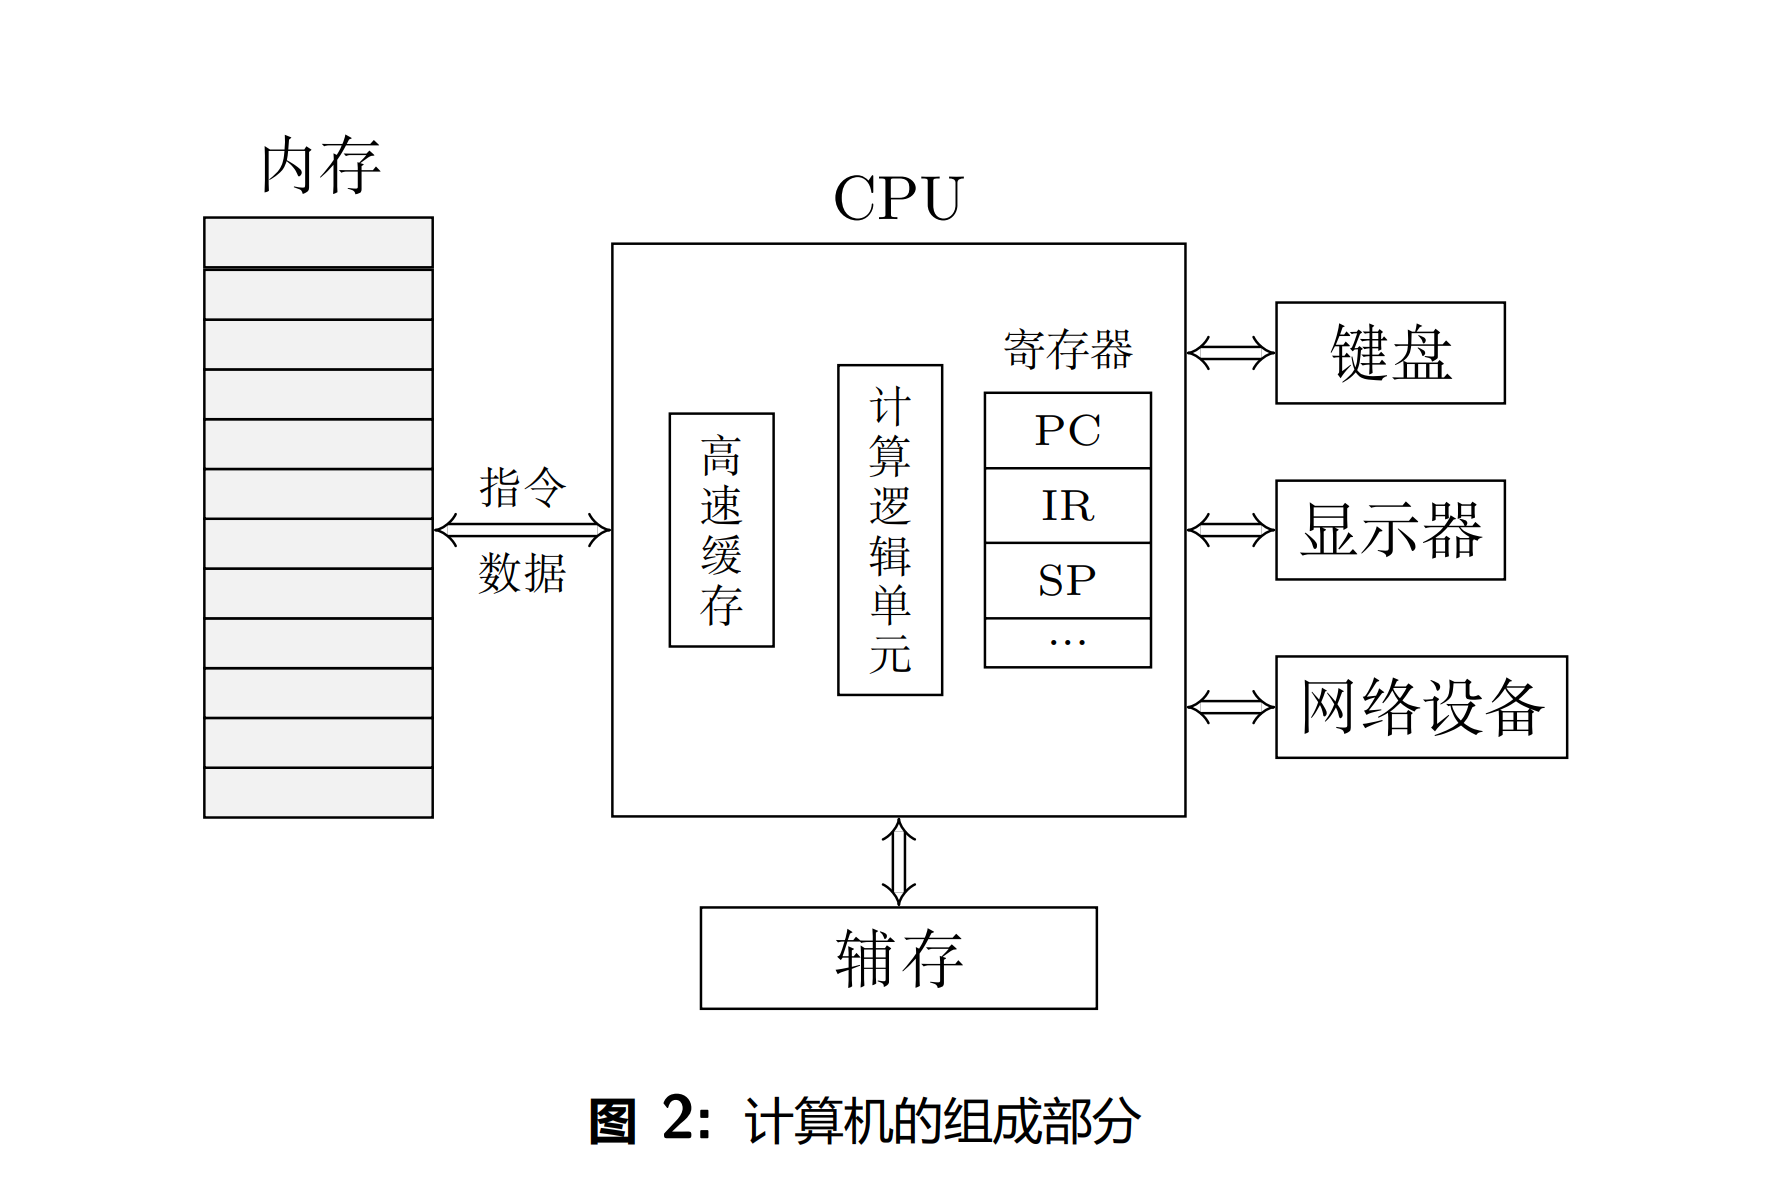 内存
CPU
指令
数据
高速缓存
计算逻辑单元
寄存器
PC
IR
SP
···
键盘
显示器
网络设备
辅存
图 2: 计算机的组成部分